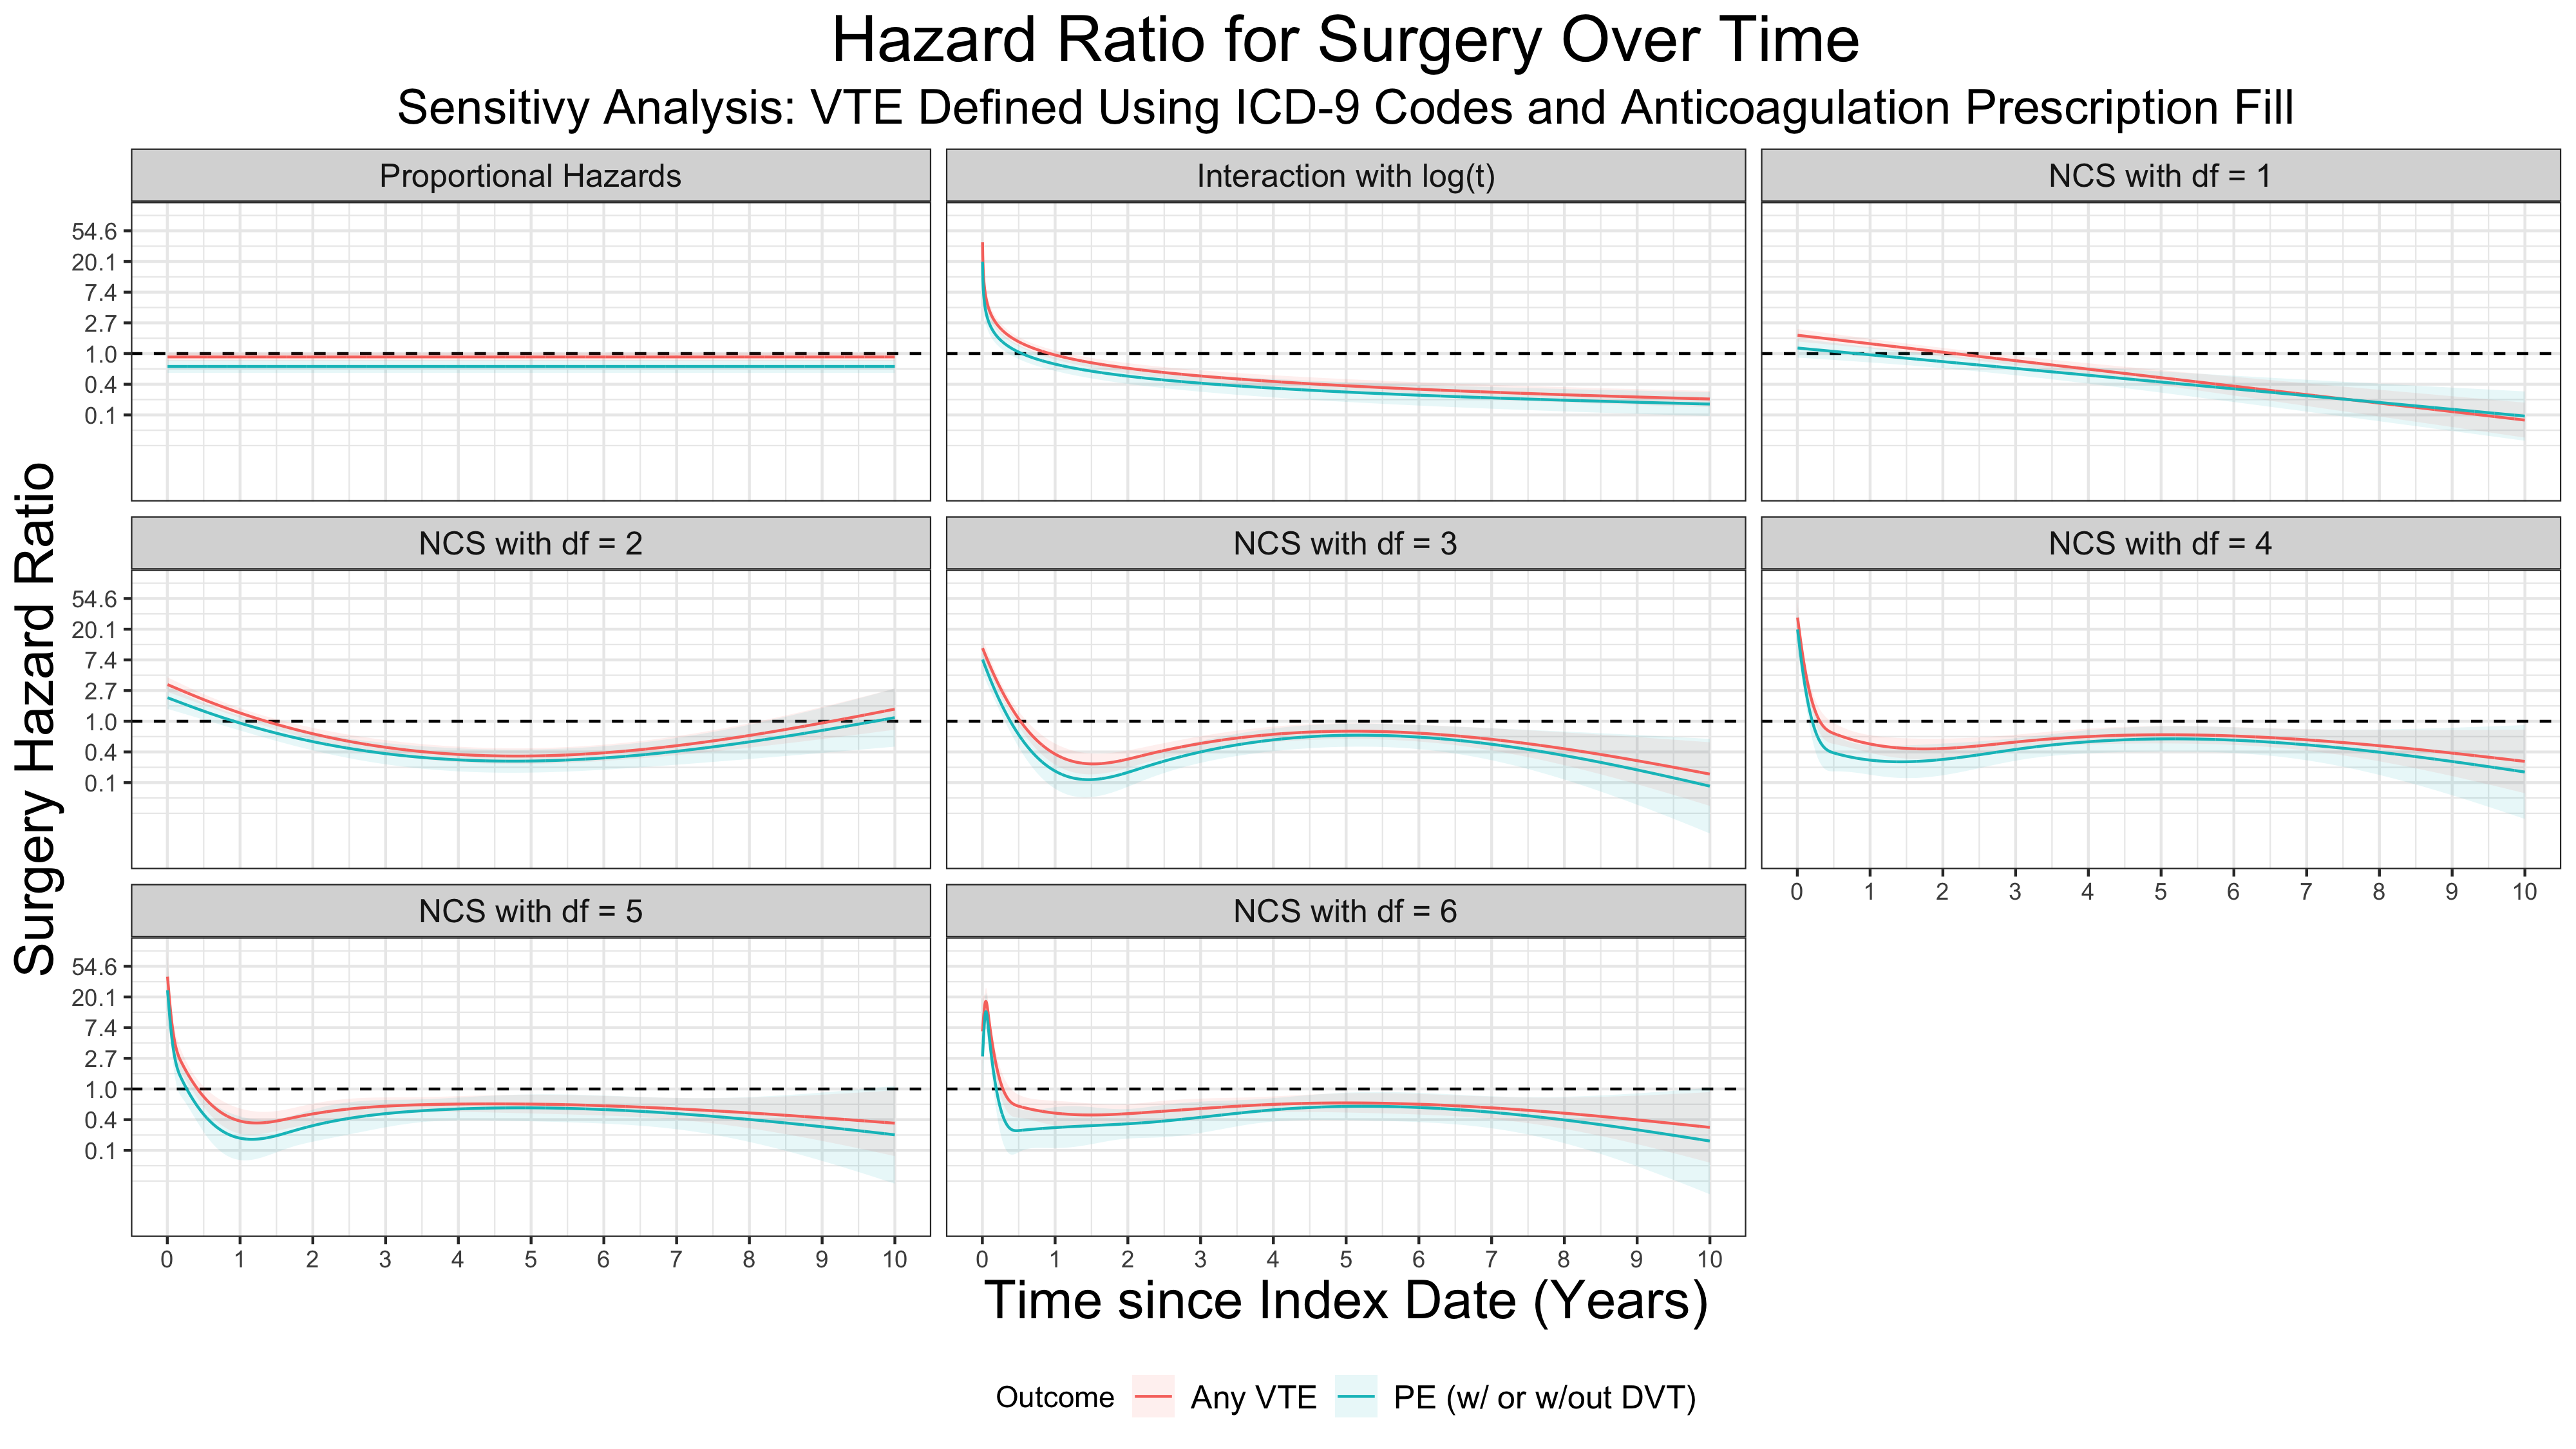 Hazard Ratio for Surgery Over Time
Sensitivy Analysis: VTE Defined Using ICD-9 Codes and Anticoagulation Prescription Fill
Proportional Hazards
Interaction with log(t)
NCS with df = 1
54.6
20.1
7.4
2.7
1.0
0.4
0.1
NCS with df = 2
NCS with df = 3
NCS with df = 4
54.6
20.1
7.4
2.7
1.0
0.4
0.1
0 1 2 3 4 5 6 7 8 9 10
NCS with df = 5
NCS with df = 6
54.6
20.1
7.4
2.7
1.0
0.4
0.1
0 1 2 3 4 5 6 7 8 9 10
0 1 2 3 4 5 6 7 8 9 10
Surgery Hazard Ratio
Time since Index Date (Years)
Outcome Any VTE PE (w/ or w/out DVT)